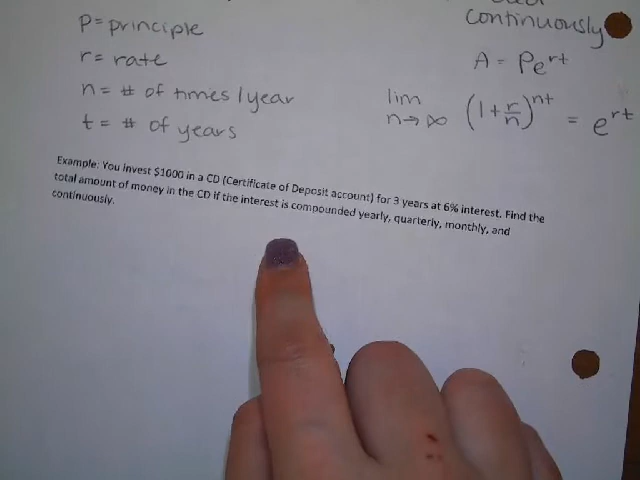 P = principle
continuously
r = rate
A = Pe^rt
n = # of times / year
lim n→∞ (1 + r/n)^nt = e^rt
t = # of years
Example: You invest $1000 in a CD (Certificate of Deposit account) for 3 years at 6% interest. Find the
total amount of money in the CD if the interest is compounded yearly, quarterly, monthly, and
continuously.